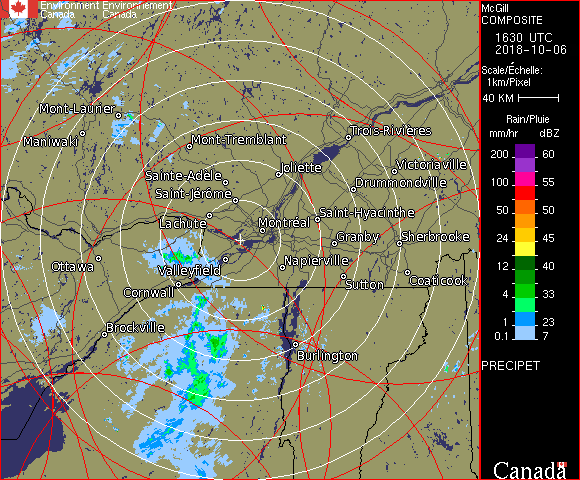 Environment Environnement
Canada Canada
McGill
COMPOSITE
1630 UTC
2018-10-06
Scale/Échelle:
1km/Pixel
40 KM
Rain/Pluie
mm/hr dBZ
200 60
100 55
50 50
24 45
12 40
4 33
1 23
0.1 7
PRECIPET
Canada
Mont-Laurier
Maniwaki
Mont-Tremblant
Trois-Rivières
Joliette
Victoriaville
Sainte-Adèle
Drummondville
Saint-Jérôme
Saint-Hyacinthe
Lachute
Montréal
Granby
Sherbrooke
Ottawa
Valleyfield
Napierville
Cornwall
Sutton
Coaticook
Brockville
Burlington